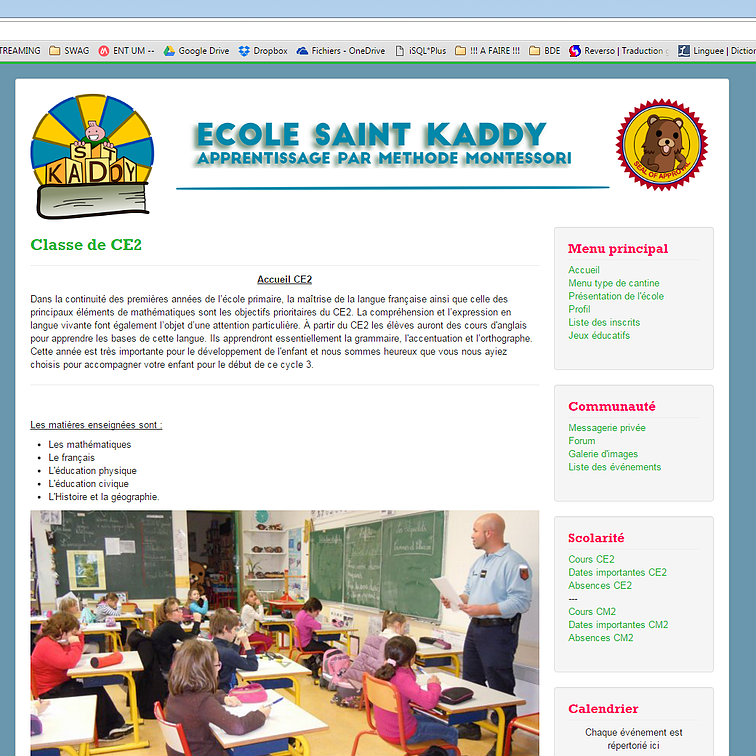 TREAMING SWAG ENT UM -- Google Drive Dropbox Fichiers - OneDrive iSQL*Plus !!! A FAIRE !!! BDE Reverso | Traduction Linguee | Diction
ST
KADDY
ECOLE SAINT KADDY
APPRENTISSAGE PAR METHODE MONTESSORI
SEAL OF APPROVAL
Classe de CE2
Accueil CE2
Dans la continuité des premières années de l'école primaire, la maîtrise de la langue française ainsi que celle des
principaux éléments de mathématiques sont les objectifs prioritaires du CE2. La compréhension et l'expression en
langue vivante font également l'objet d'une attention particulière. À partir du CE2 les élèves auront des cours d'anglais
pour apprendre les bases de cette langue. Ils apprendront essentiellement la grammaire, l'accentuation et l'orthographe.
Cette année est très importante pour le développement de l'enfant et nous sommes heureux que vous nous ayiez
choisis pour accompagner votre enfant pour le début de ce cycle 3.
Les matières enseignées sont :
Les mathématiques
Le français
L'éducation physique
L'éducation civique
L'Histoire et la géographie.
Menu principal
Accueil
Menu type de cantine
Présentation de l'école
Profil
Liste des inscrits
Jeux éducatifs
Communauté
Messagerie privée
Forum
Galerie d'images
Liste des événements
Scolarité
Cours CE2
Dates importantes CE2
Absences CE2
---
Cours CM2
Dates importantes CM2
Absences CM2
Calendrier
Chaque événement est
répertorié ici